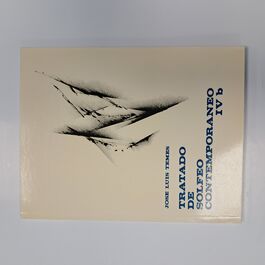 JOSE LUIS TEMES
TRATADO
DE
SOLFEO
CONTEMPORANEO
IV b